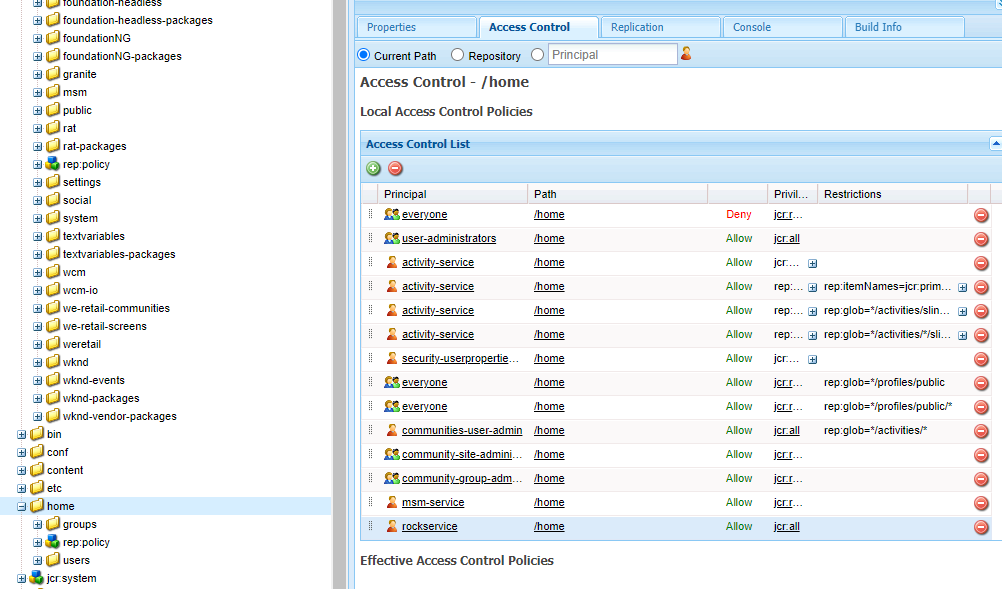 foundation-headless
foundation-headless-packages
foundationNG
foundationNG-packages
granite
msm
public
rat
rat-packages
rep:policy
settings
social
system
textvariables
textvariables-packages
wcm
wcm-io
we-retail-communities
we-retail-screens
weretail
wknd
wknd-events
wknd-packages
wknd-vendor-packages
bin
conf
content
etc
home
groups
rep:policy
users
jcr:system
Properties Access Control Replication Console Build Info
Current Path Repository Principal
Access Control - /home
Local Access Control Policies
Access Control List
Principal Path Privil... Restrictions
everyone /home Deny jcr:r...
user-administrators /home Allow jcr:all
activity-service /home Allow jcr:...
activity-service /home Allow rep:... rep:itemNames=jcr:prim...
activity-service /home Allow rep:... rep:glob=*/activities/slin...
activity-service /home Allow rep:... rep:glob=*/activities/*/sli...
security-userpropertie... /home Allow jcr:...
everyone /home Allow jcr:r... rep:glob=*/profiles/public
everyone /home Allow jcr:r... rep:glob=*/profiles/public/*
communities-user-admin /home Allow jcr:all rep:glob=*/activities/*
community-site-admini... /home Allow jcr:r...
community-group-adm... /home Allow jcr:r...
msm-service /home Allow jcr:r...
rockservice /home Allow jcr:all
Effective Access Control Policies